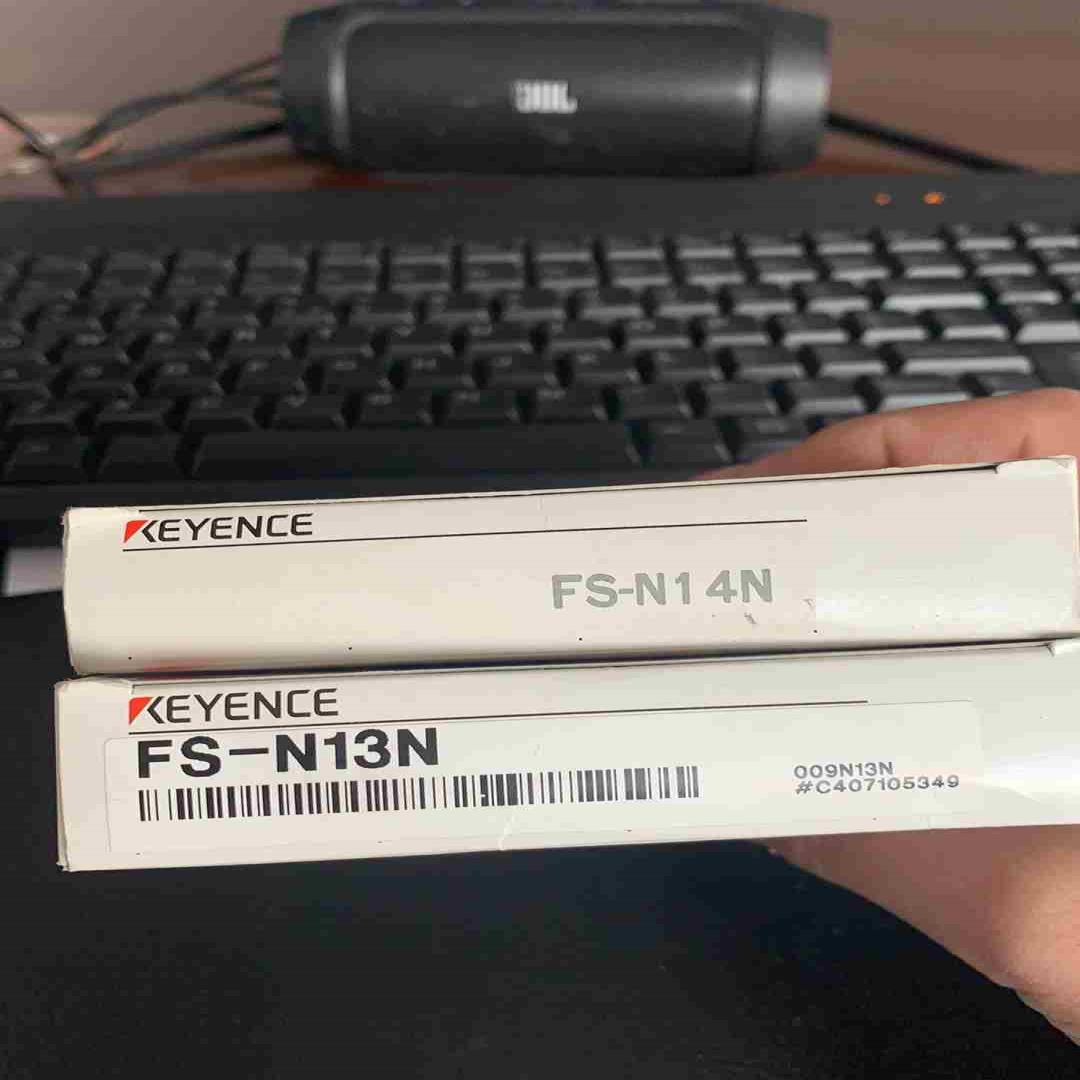 JBL
KEYENCE
FS-N14N
KEYENCE
FS-N13N
009N13N
#C407105349